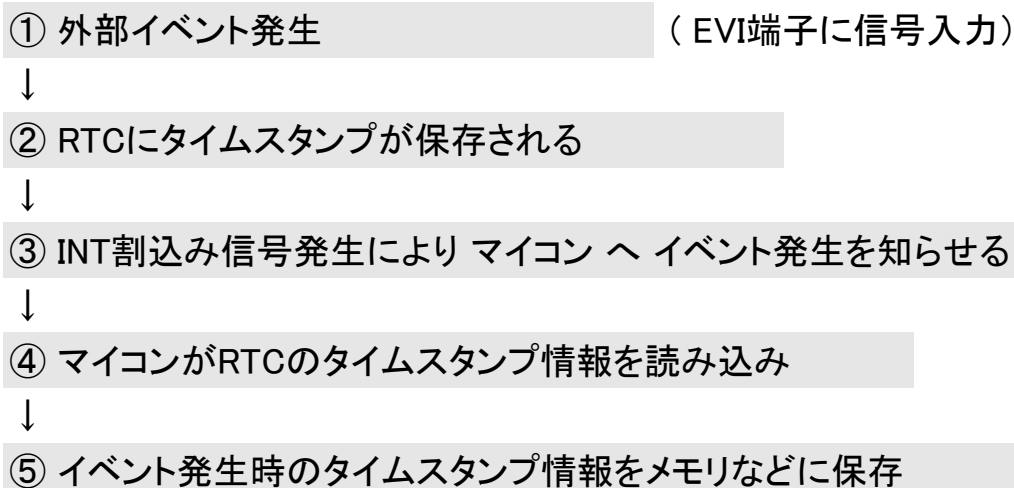 ① 外部イベント発生 ( EVI端子に信号入力)
↓
② RTCにタイムスタンプが保存される
↓
③ INT割込み信号発生により マイコン へ イベント発生を知らせる
↓
④ マイコンがRTCのタイムスタンプ情報を読み込み
↓
⑤ イベント発生時のタイムスタンプ情報をメモリなどに保存